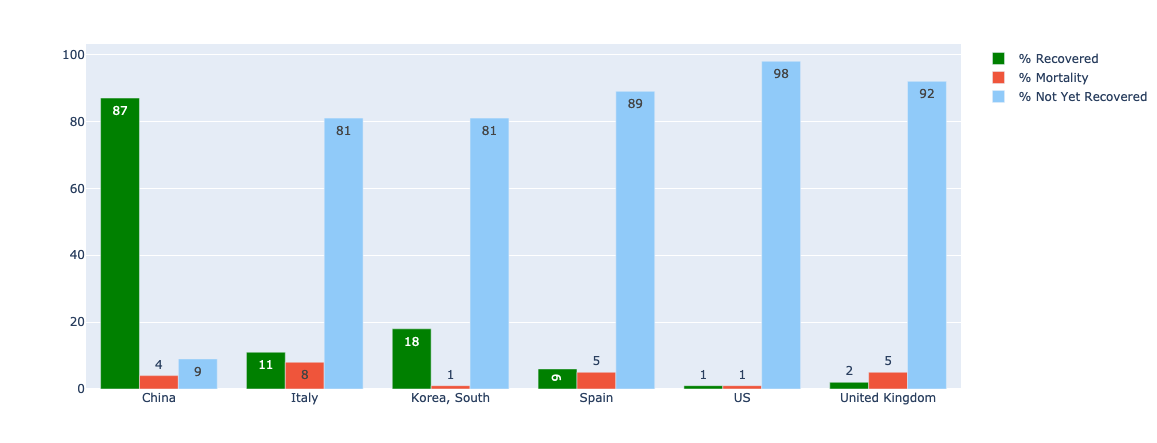 100
80
60
40
20
0
87
4
9
11
8
81
18
1
81
6
5
89
1
1
98
2
5
92
China
Italy
Korea, South
Spain
US
United Kingdom
% Recovered
% Mortality
% Not Yet Recovered